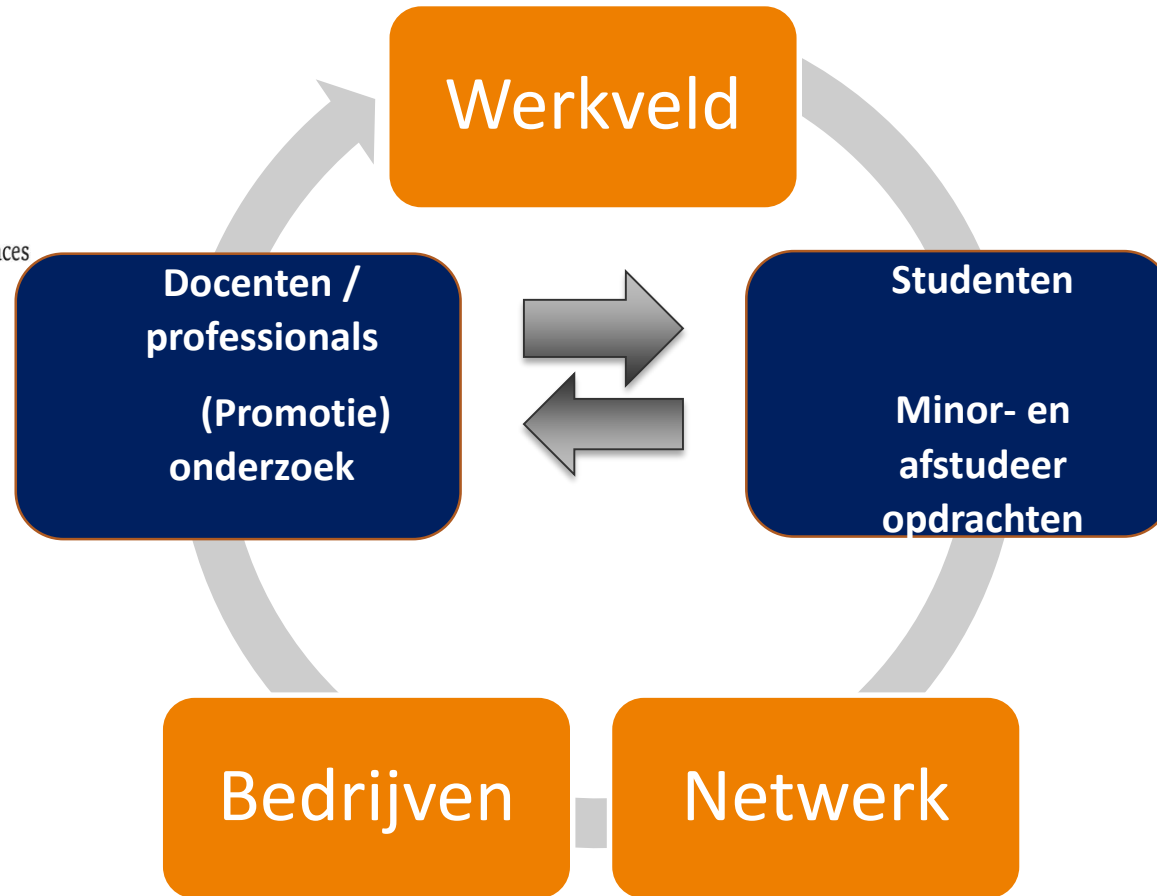 Werkveld
Docenten /
professionals
(Promotie)
onderzoek
Studenten
Minor- en
afstudeer
opdrachten
Bedrijven
Netwerk